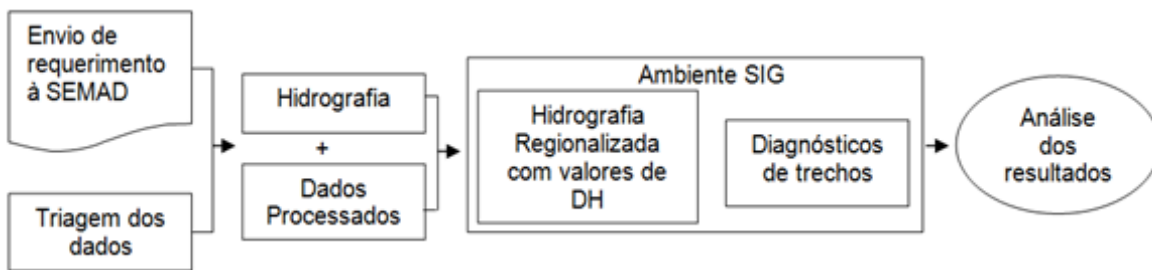 Envio de
requerimento
à SEMAD
Triagem dos
dados
Hidrografia
+
Dados
Processados
Ambiente SIG
Hidrografia
Regionalizada
com valores de
DH
Diagnósticos
de trechos
Análise
dos
resultados